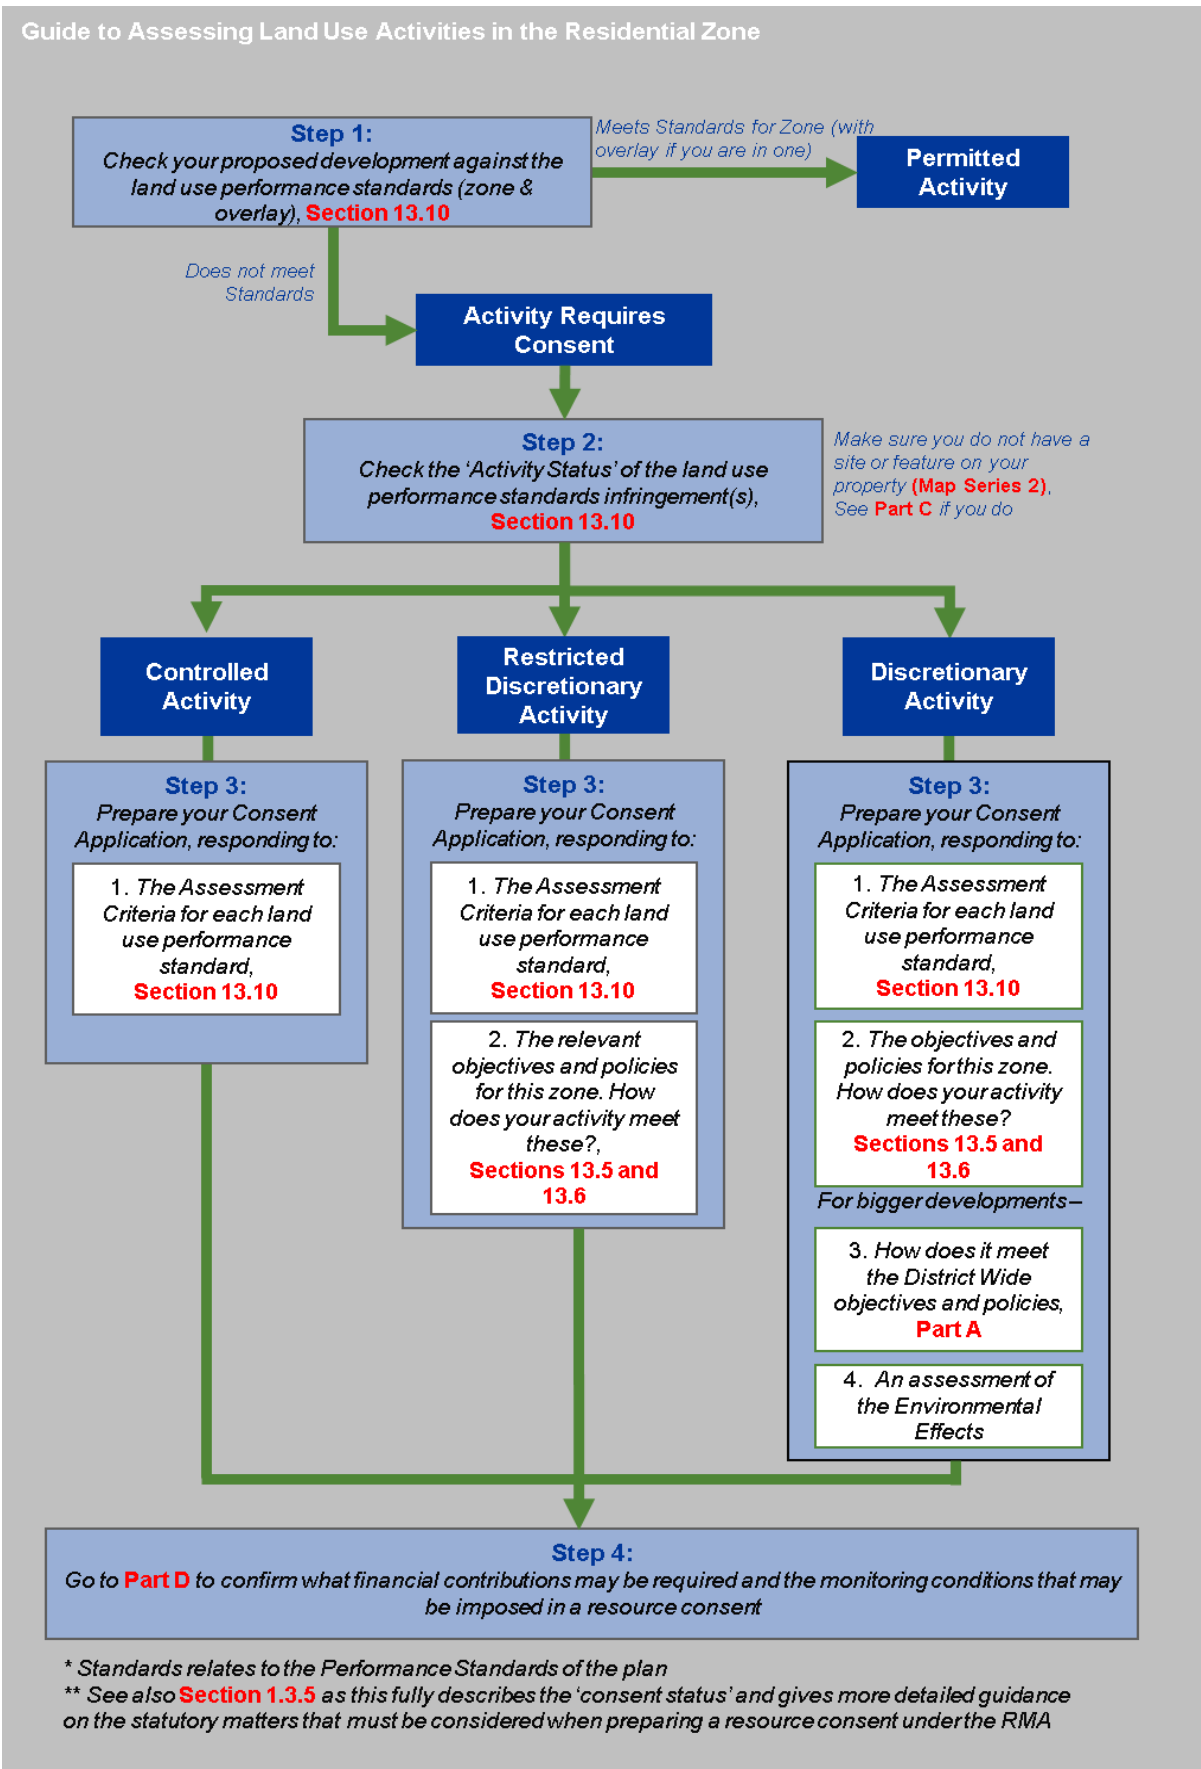 Guide to Assessing Land Use Activities in the Residential Zone
Step 1:
Check your proposed development against the
land use performance standards (zone &
overlay), Section 13.10
Meets Standards for Zone (with
overlay if you are in one)
Permitted
Activity
Does not meet
Standards
Activity Requires
Consent
Step 2:
Check the ‘Activity Status’ of the land use
performance standards infringement(s),
Section 13.10
Make sure you do not have a
site or feature on your
property (Map Series 2),
See Part C if you do
Controlled
Activity
Restricted
Discretionary
Activity
Discretionary
Activity
Step 3:
Prepare your Consent
Application, responding to:
1. The Assessment
Criteria for each land
use performance
standard,
Section 13.10
Step 3:
Prepare your Consent
Application, responding to:
1. The Assessment
Criteria for each land
use performance
standard,
Section 13.10
2. The relevant
objectives and policies
for this zone. How
does your activity meet
these?,
Sections 13.5 and
13.6
Step 3:
Prepare your Consent
Application, responding to:
1. The Assessment
Criteria for each land
use performance
standard,
Section 13.10
2. The objectives and
policies for this zone.
How does your activity
meet these?
Sections 13.5 and
13.6
For bigger developments –
3. How does it meet
the District Wide
objectives and policies,
Part A
4. An assessment of
the Environmental
Effects
Step 4:
Go to Part D to confirm what financial contributions may be required and the monitoring conditions that may
be imposed in a resource consent
* Standards relates to the Performance Standards of the plan
** See also Section 1.3.5 as this fully describes the ‘consent status’ and gives more detailed guidance
on the statutory matters that must be considered when preparing a resource consent under the RMA